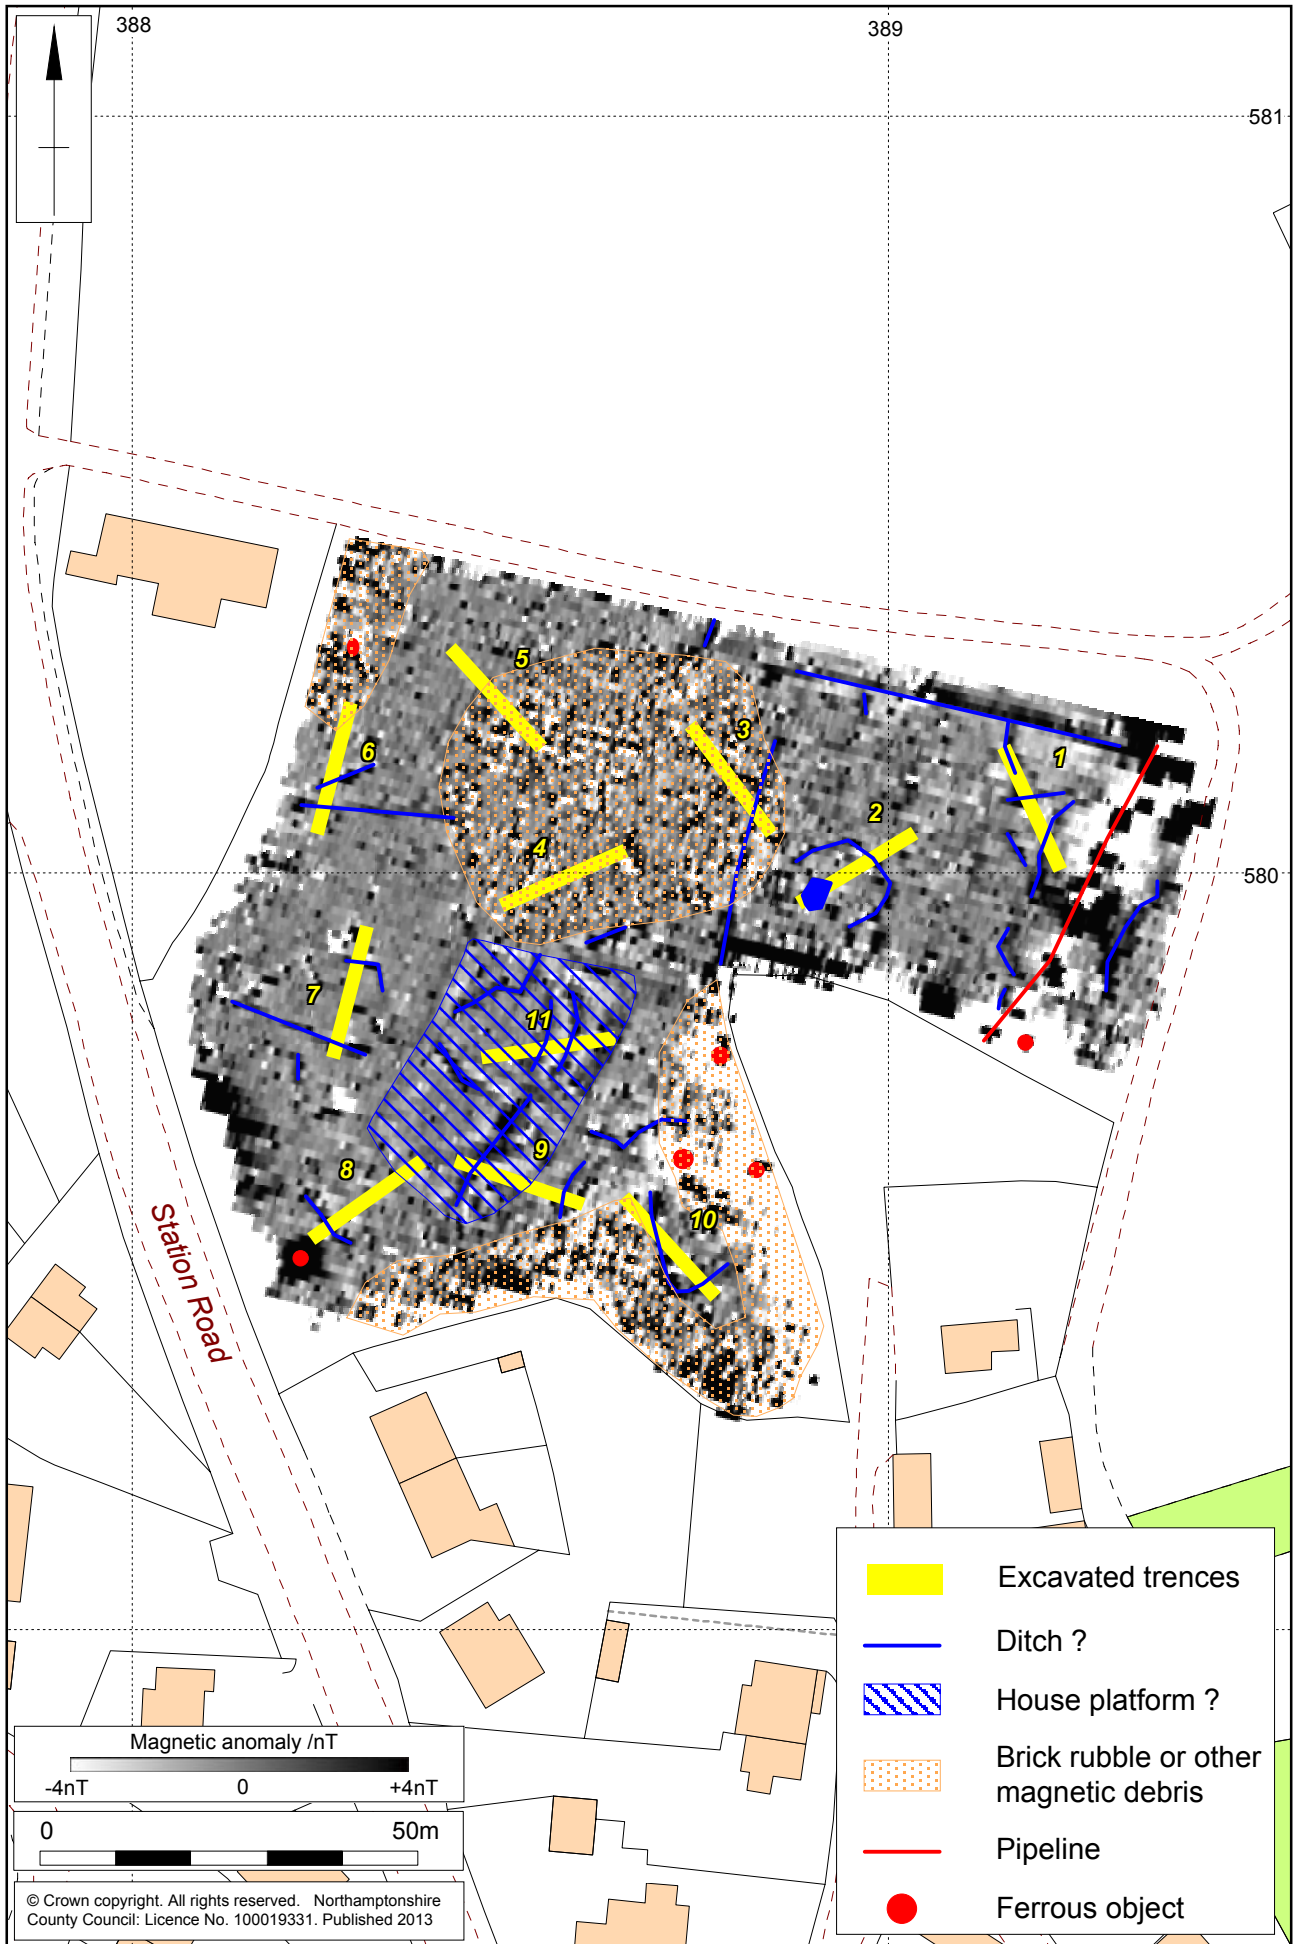 388
389
581
5
3
1
6
2
4
580
7
11
9
8
10
Station Road
Excavated trences
Ditch ?
House platform ?
Brick rubble or other
magnetic debris
Pipeline
Ferrous object
Magnetic anomaly /nT
-4nT 0 +4nT
0 50m
© Crown copyright. All rights reserved. Northamptonshire
County Council: Licence No. 100019331. Published 2013